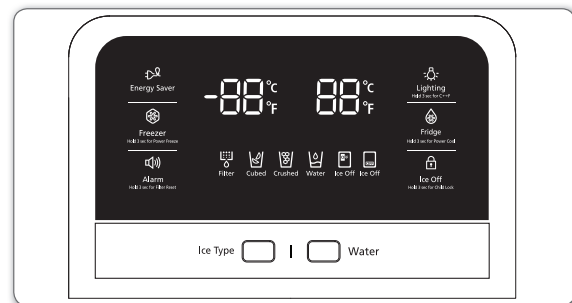 Energy Saver
-88 °C °F
88 °C °F
Lighting
Hold 3 sec for C↔F
Freezer
Hold 3 sec for Power Freeze
Fridge
Hold 3 sec for Power Cool
Alarm
Hold 3 sec for Filter Reset
Filter Cubed Crushed Water Ice Off Ice Off
Ice Off
Hold 3 sec for Child Lock
Ice Type
Water